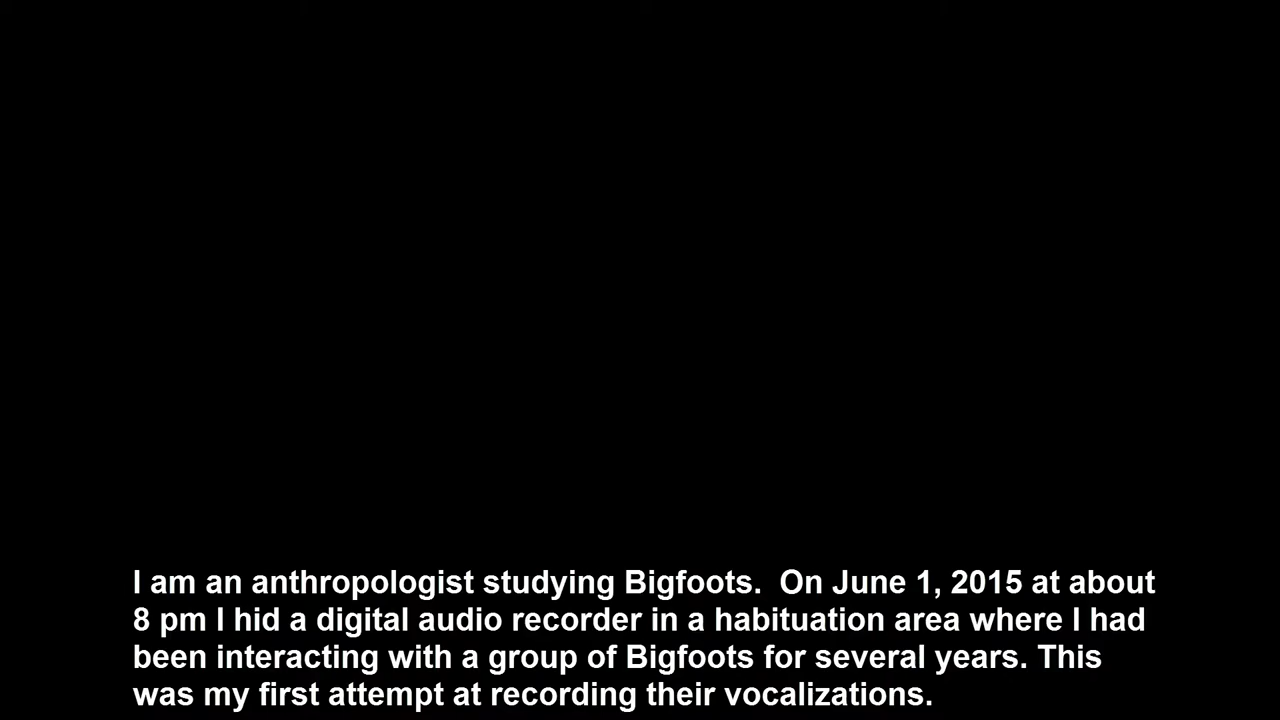 I am an anthropologist studying Bigfoots.  On June 1, 2015 at about
8 pm I hid a digital audio recorder in a habituation area where I had
been interacting with a group of Bigfoots for several years. This
was my first attempt at recording their vocalizations.